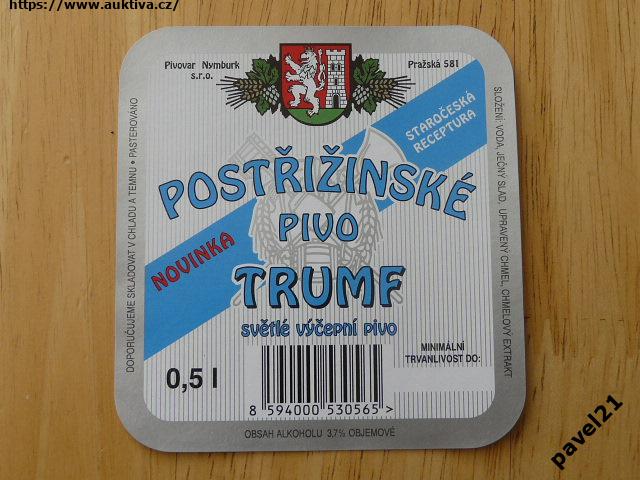 https://www.auktiva.cz/
Pivovar Nymburk
s.r.o.
Pražská 581
STAROČESKÁ
RECEPTURA
POSTŘIŽINSKÉ
PIVO
NOVINKA
TRUMF
světlé výčepní pivo
MINIMÁLNÍ
TRVANLIVOST DO:
0,5 l
8 594000 530565 >
OBSAH ALKOHOLU 3,7% OBJEMOVĚ
DOPORUČUJEME SKLADOVAT V CHLADU A TEMNU • PASTEROVÁNO
SLOŽENÍ: VODA, JEČNÝ SLAD, UPRAVENÝ CHMEL, CHMELOVÝ EXTRAKT
pavel21